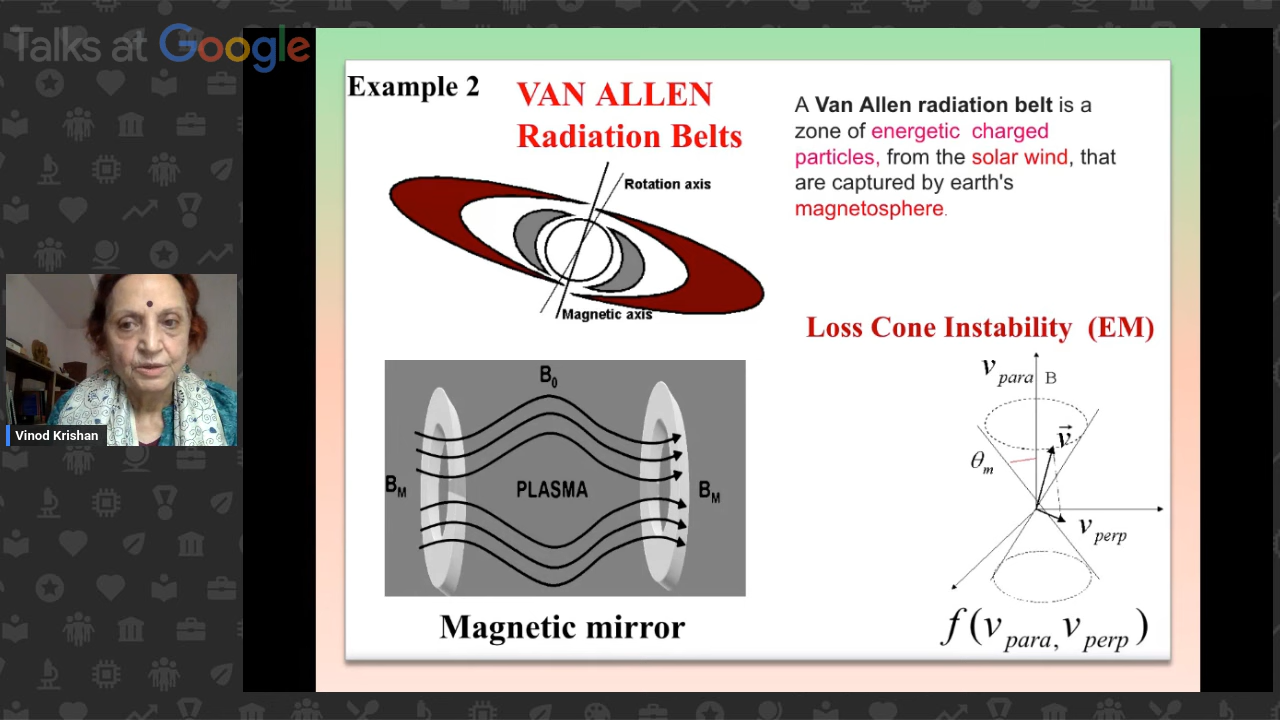 Talks at Google
Example 2
VAN ALLEN
Radiation Belts
Rotation axis
Magnetic axis
A Van Allen radiation belt is a
zone of energetic charged
particles, from the solar wind, that
are captured by earth's
magnetosphere.
Loss Cone Instability (EM)
v para B
θm
v⃗
v perp
f(v para, v perp)
B0
BM
PLASMA
BM
Magnetic mirror
Vinod Krishan